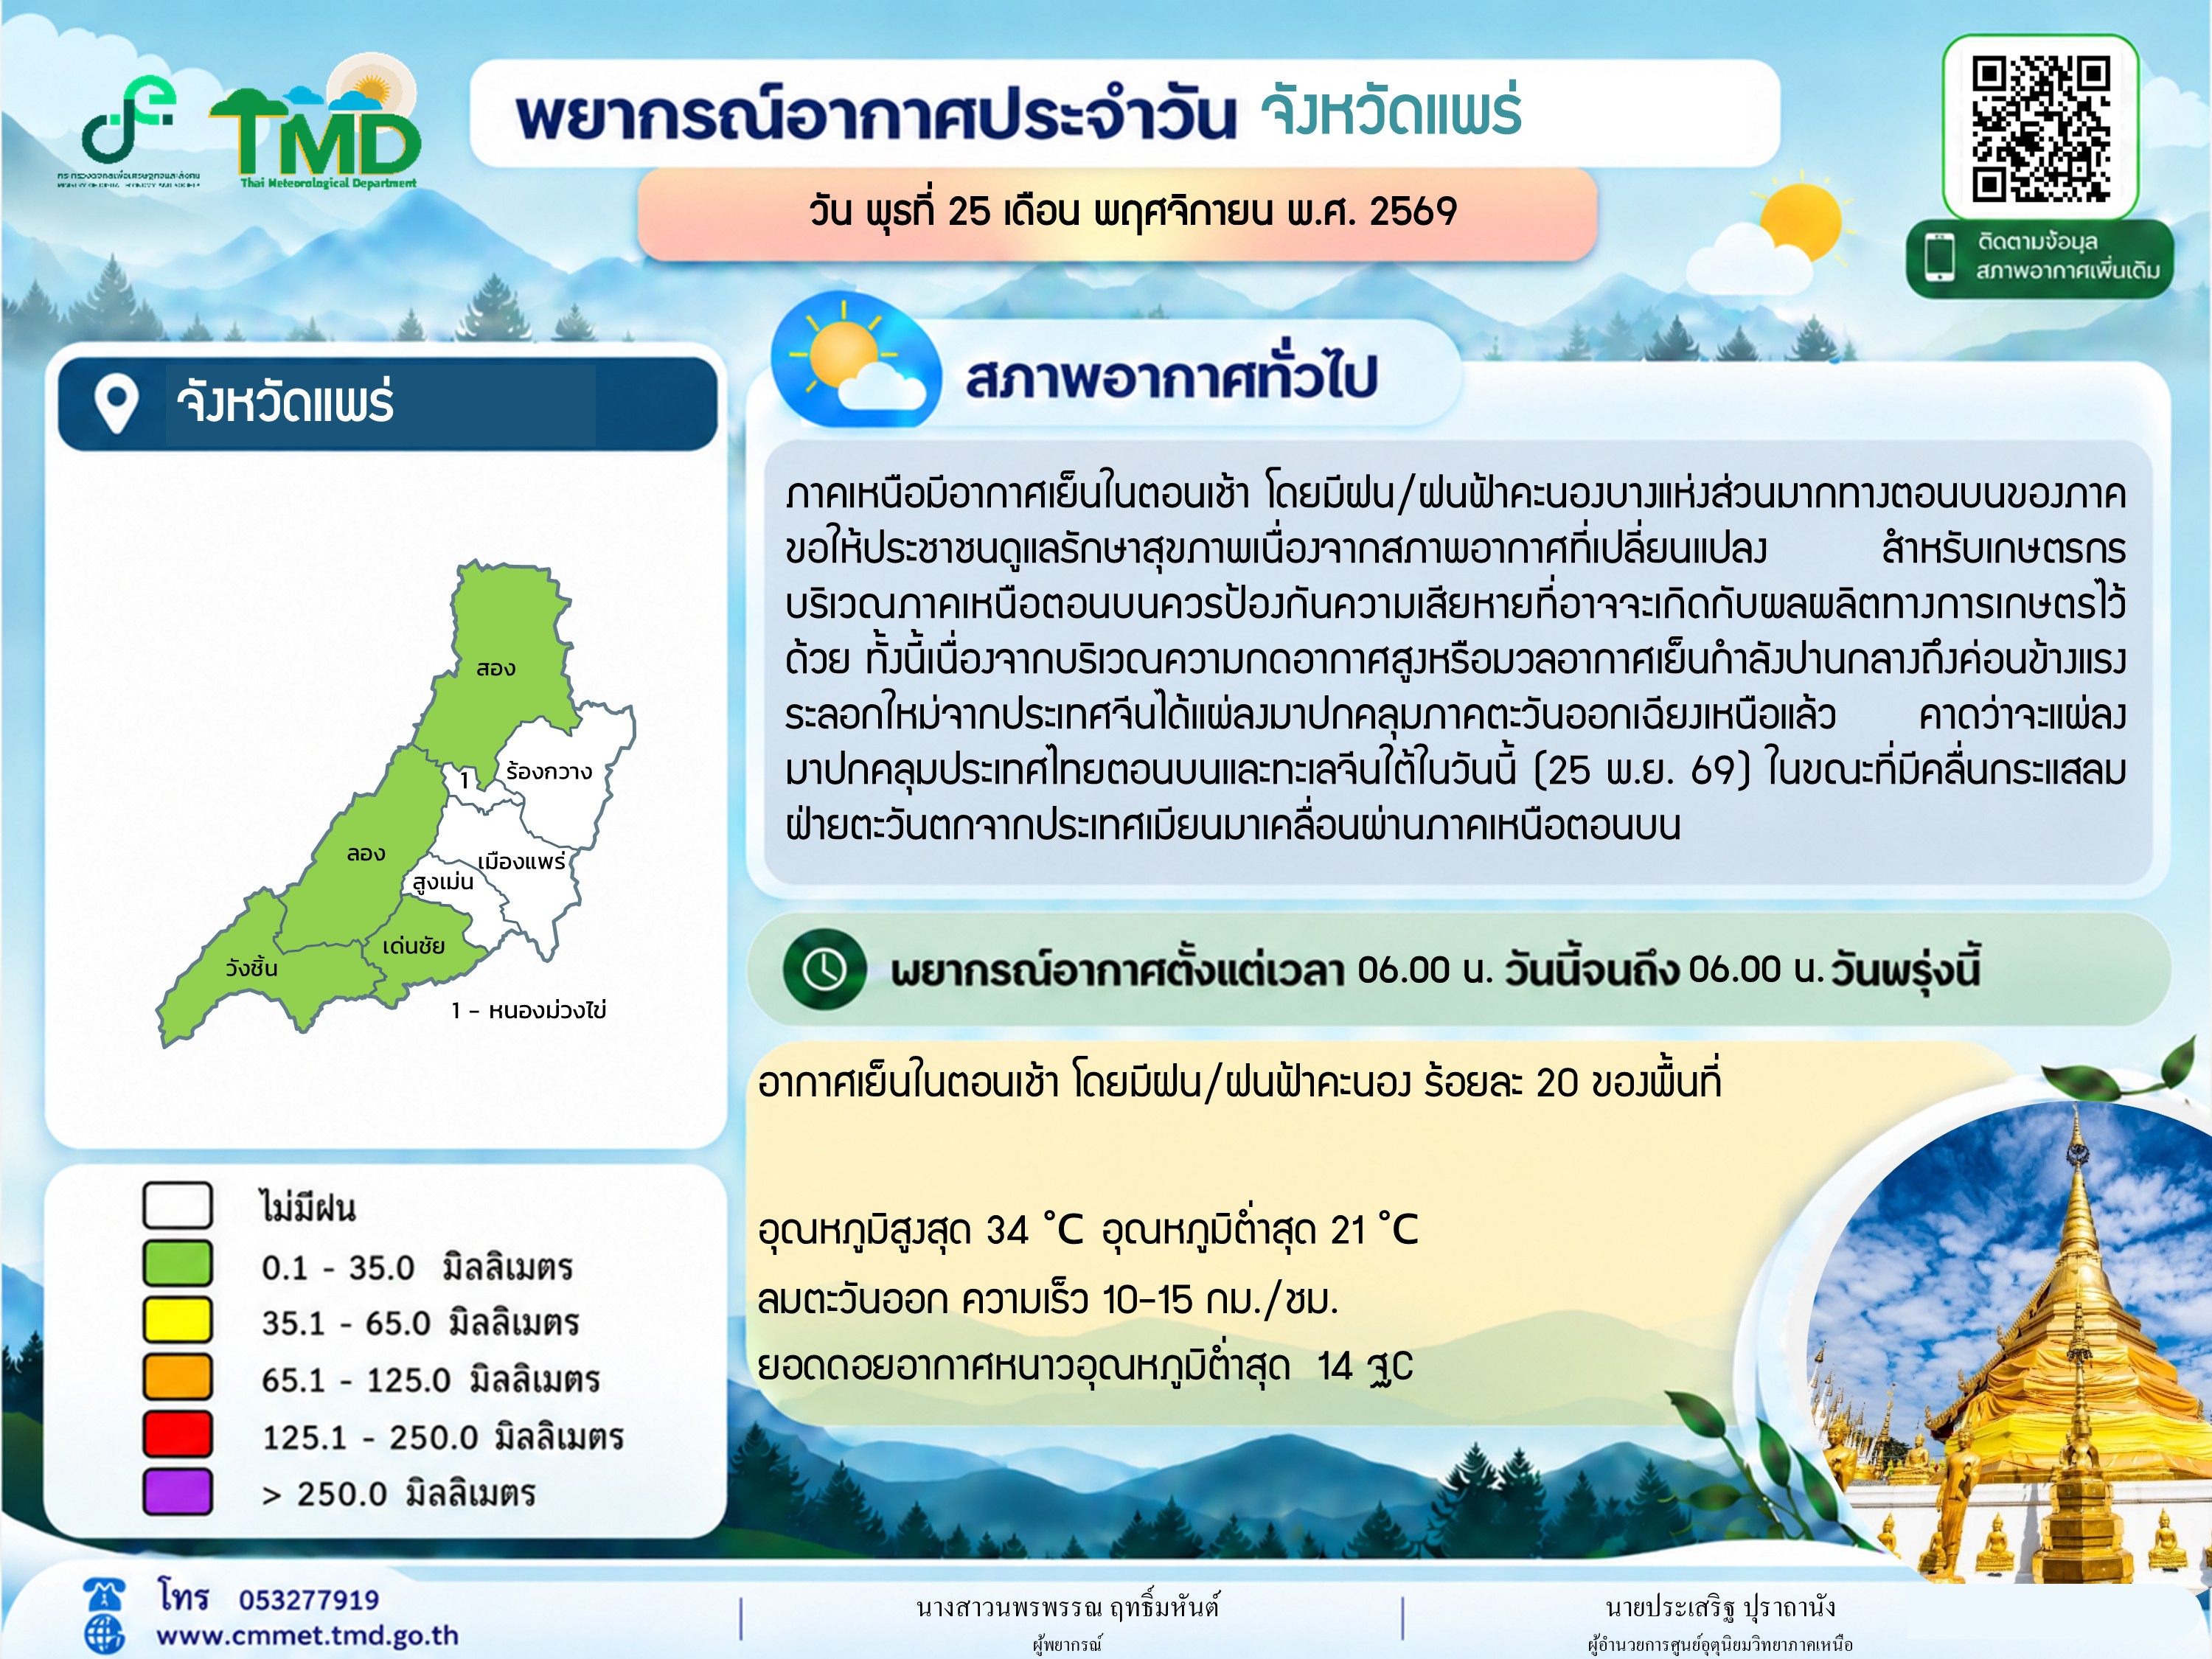 พยากรณ์อากาศประจำวัน จังหวัดแพร่
วัน พุธที่ 25 เดือน พฤศจิกายน พ.ศ. 2569
TMD
Thai Meteorological Department
ติดตามข้อมูล
สภาพอากาศเพิ่มเติม
จังหวัดแพร่
สอง
ร้องกวาง
1
ลอง
เมืองแพร่
สูงเม่น
เด่นชัย
วังชิ้น
1 - หนองม่วงไข่
ไม่มีฝน
0.1 - 35.0 มิลลิเมตร
35.1 - 65.0 มิลลิเมตร
65.1 - 125.0 มิลลิเมตร
125.1 - 250.0 มิลลิเมตร
> 250.0 มิลลิเมตร
สภาพอากาศทั่วไป
ภาคเหนือมีอากาศเย็นในตอนเช้า โดยมีฝน/ฝนฟ้าคะนองบางแห่งส่วนมากทางตอนบนของภาค
ขอให้ประชาชนดูแลรักษาสุขภาพเนื่องจากสภาพอากาศที่เปลี่ยนแปลง สำหรับเกษตรกร
บริเวณภาคเหนือตอนบนควรป้องกันความเสียหายที่อาจจะเกิดกับผลผลิตทางการเกษตรไว้
ด้วย ทั้งนี้เนื่องจากบริเวณความกดอากาศสูงหรือมวลอากาศเย็นกำลังปานกลางถึงค่อนข้างแรง
ระลอกใหม่จากประเทศจีนได้แผ่ลงมาปกคลุมภาคตะวันออกเฉียงเหนือแล้ว คาดว่าจะแผ่ลง
มาปกคลุมประเทศไทยตอนบนและทะเลจีนใต้ในวันนี้ (25 พ.ย. 69) ในขณะที่มีคลื่นกระแสลม
ฝ่ายตะวันตกจากประเทศเมียนมาเคลื่อนผ่านภาคเหนือตอนบน
พยากรณ์อากาศตั้งแต่เวลา 06.00 น. วันนี้จนถึง 06.00 น. วันพรุ่งนี้
อากาศเย็นในตอนเช้า โดยมีฝน/ฝนฟ้าคะนอง ร้อยละ 20 ของพื้นที่
อุณหภูมิสูงสุด 34 °C อุณหภูมิต่ำสุด 21 °C
ลมตะวันออก ความเร็ว 10-15 กม./ชม.
ยอดดอยอากาศหนาวอุณหภูมิต่ำสุด 14 ฐC
โทร 053277919
www.cmmet.tmd.go.th
นางสาวนพรพรรณ ฤทธิ์มหันต์
ผู้พยากรณ์
นายประเสริฐ ปุราถานัง
ผู้อำนวยการศูนย์อุตุนิยมวิทยาภาคเหนือ